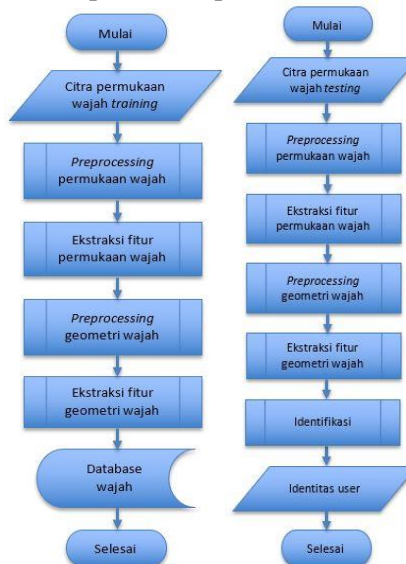 Mulai
Citra permukaan
wajah training
Preprocessing
permukaan wajah
Ekstraksi fitur
permukaan wajah
Preprocessing
geometri wajah
Ekstraksi fitur
geometri wajah
Database
wajah
Selesai
Mulai
Citra permukaan
wajah testing
Preprocessing
permukaan wajah
Ekstraksi fitur
permukaan wajah
Preprocessing
geometri wajah
Ekstraksi fitur
geometri wajah
Identifikasi
Identitas user
Selesai